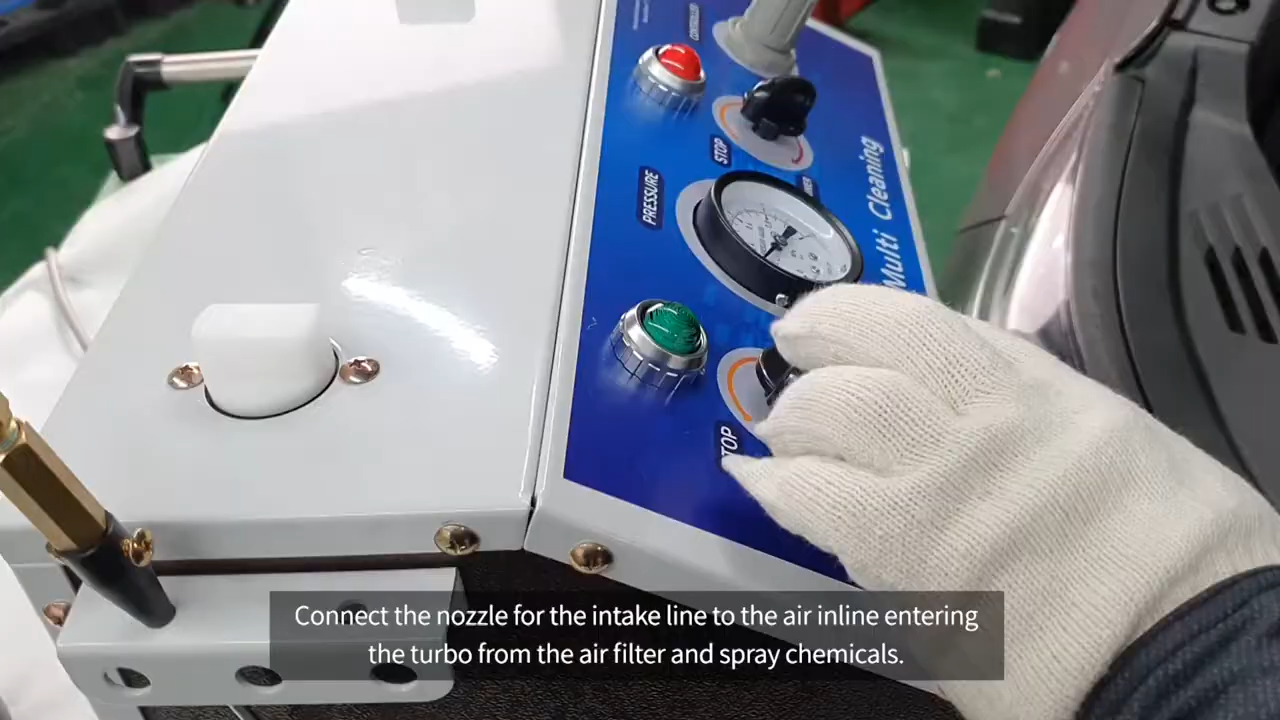 CONTROLLER
STOP
PRESSURE
Multi Cleaning
TOP
Connect the nozzle for the intake line to the air inline entering
the turbo from the air filter and spray chemicals.